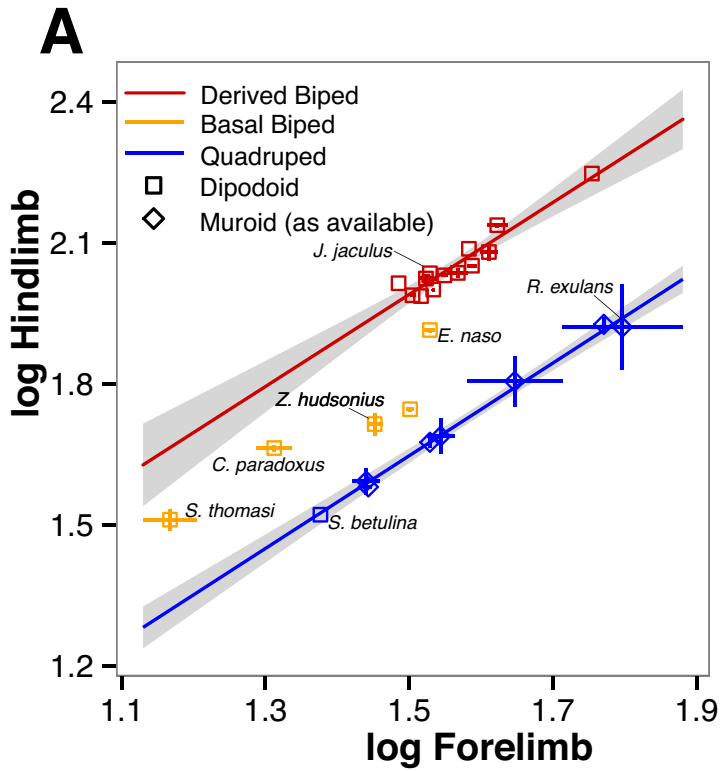 A
Derived Biped
Basal Biped
Quadruped
Dipodoid
Muroid (as available)
J. jaculus
R. exulans
E. naso
Z. hudsonius
C. paradoxus
S. thomasi
S. betulina
log Hindlimb
2.4
2.1
1.8
1.5
1.2
1.1 1.3 1.5 1.7 1.9
log Forelimb